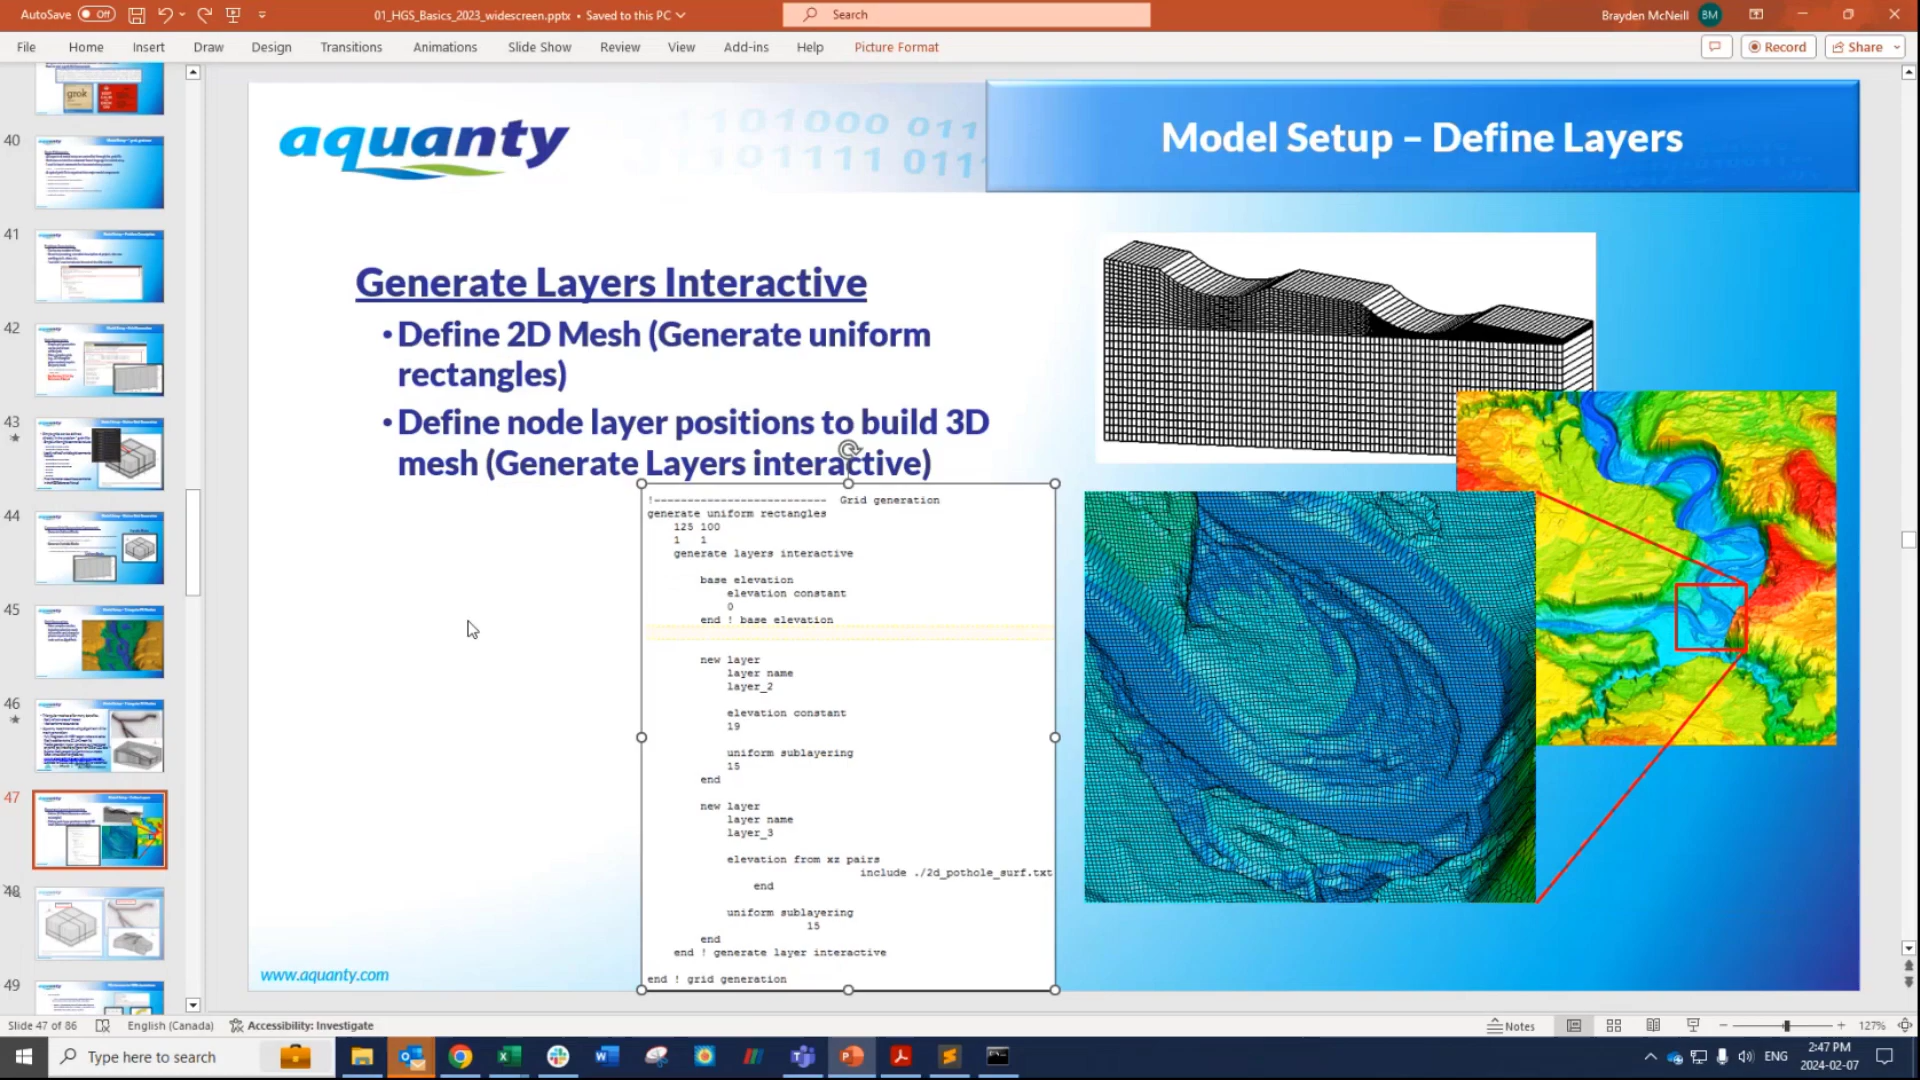 AutoSave Off
01_HGS_Basics_2023_widescreen.pptx • Saved to this PC
Search
Brayden McNeill BM
File Home Insert Draw Design Transitions Animations Slide Show Review View Add-ins Help Picture Format
Record Share
grok
40
41
42
43
44
45
46
47
48
49
aquanty
Model Setup – Define Layers
Generate Layers Interactive
• Define 2D Mesh (Generate uniform
rectangles)
• Define node layer positions to build 3D
mesh (Generate Layers interactive)
!-------------------------- Grid generation
generate uniform rectangles
125 100
1 1
generate layers interactive
base elevation
elevation constant
0
end ! base elevation
new layer
layer name
layer_2
elevation constant
19
uniform sublayering
15
end
new layer
layer name
layer_3
elevation from xz pairs
include ./2d_pothole_surf.txt
end
uniform sublayering
15
end
end ! generate layer interactive
end ! grid generation
www.aquanty.com
Slide 47 of 86 English (Canada) Accessibility: Investigate Notes 127%
Type here to search
ENG
2:47 PM
2024-02-07